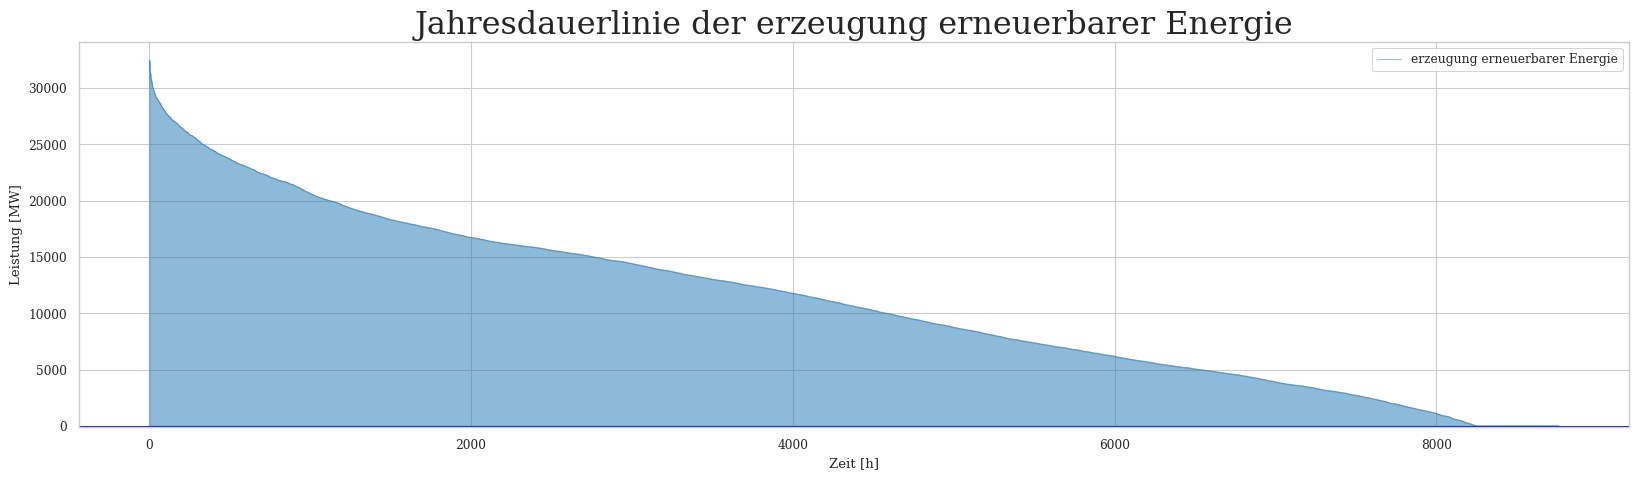 Jahresdauerlinie der erzeugung erneuerbarer Energie
erzeugung erneuerbarer Energie
30000
25000
20000
15000
10000
5000
0
Leistung [MW]
0 2000 4000 6000 8000
Zeit [h]